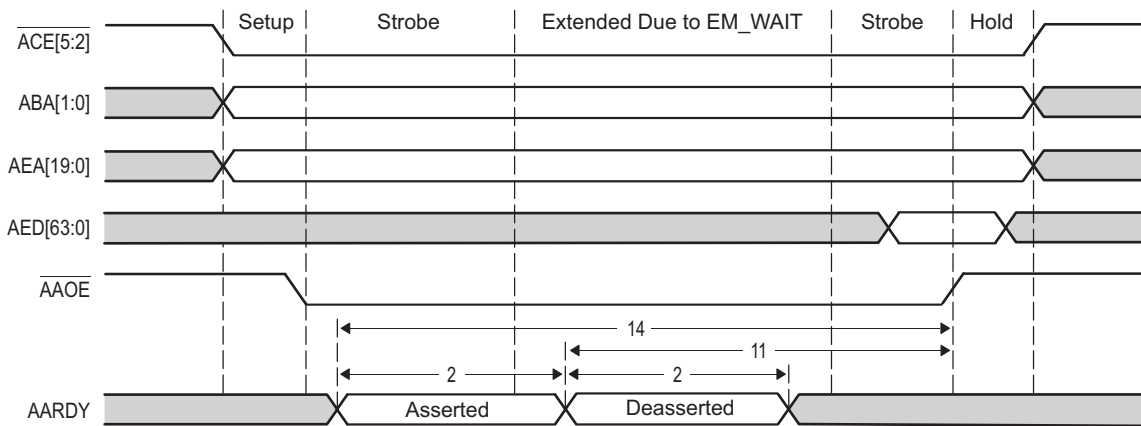 Setup Strobe Extended Due to EM_WAIT Strobe Hold
ACE[5:2]
ABA[1:0]
AEA[19:0]
AED[63:0]
AAOE
14
11
2 2
AARDY Asserted Deasserted